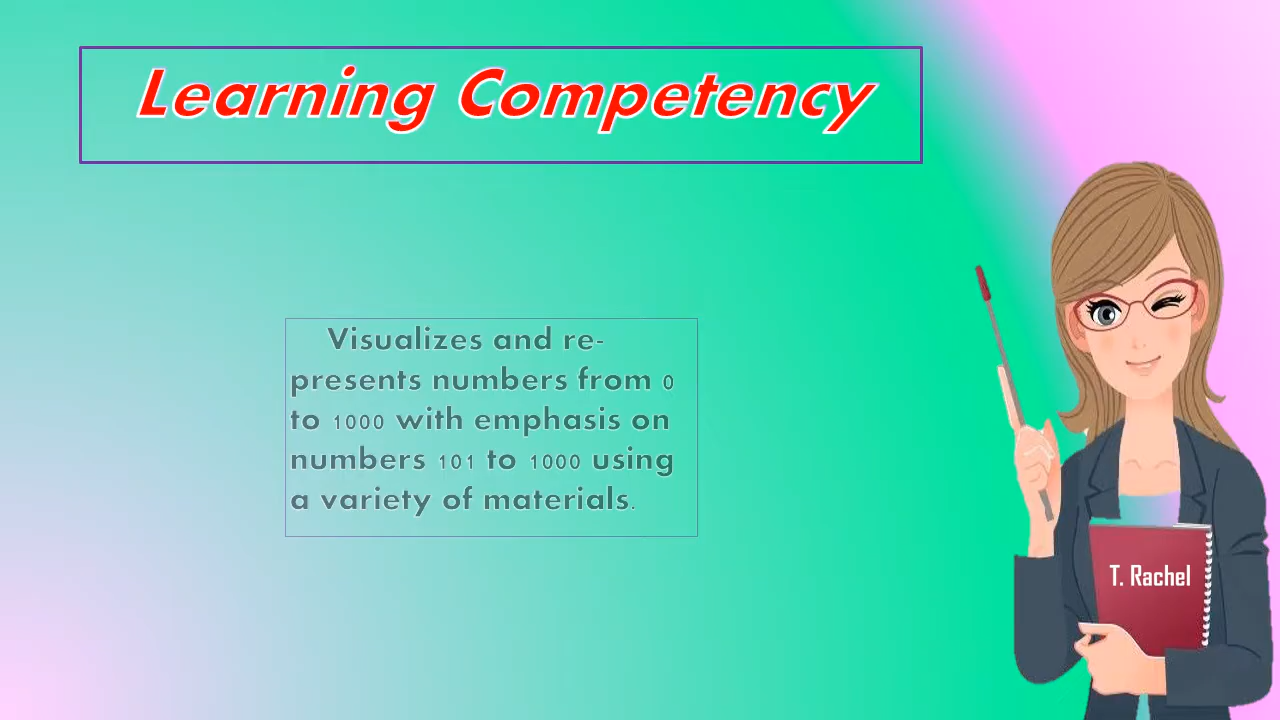 Learning Competency
Visualizes and re-
presents numbers from 0
to 1000 with emphasis on
numbers 101 to 1000 using
a variety of materials.
T. Rachel